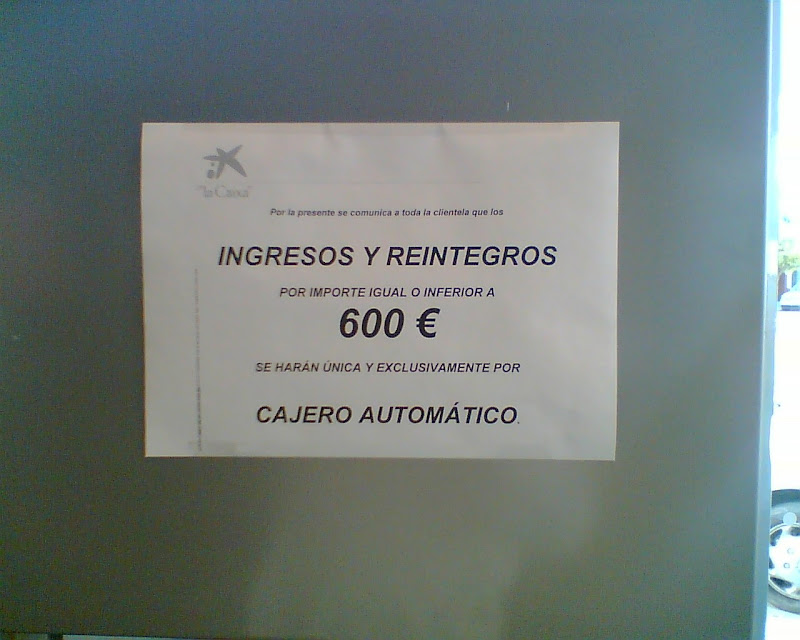 "la Caixa"
Por la presente se comunica a toda la clientela que los
INGRESOS Y REINTEGROS
POR IMPORTE IGUAL O INFERIOR A
600 €
SE HARÁN ÚNICA Y EXCLUSIVAMENTE POR
CAJERO AUTOMÁTICO.